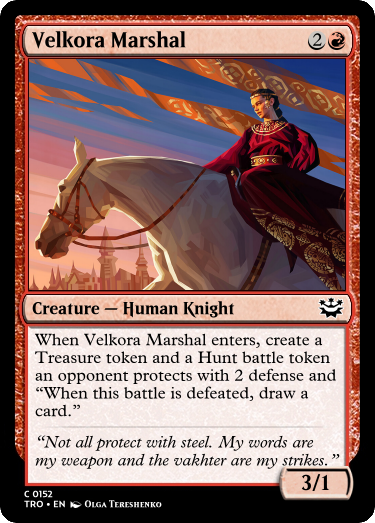 Velkora Marshal 2
Creature — Human Knight
When Velkora Marshal enters, create a
Treasure token and a Hunt battle token
an opponent protects with 2 defense and
“When this battle is defeated, draw a
card.”
“Not all protect with steel. My words are
my weapon and the vakhter are my strikes.”
3/1
C 0152
TRO • EN Olga Tereshenko